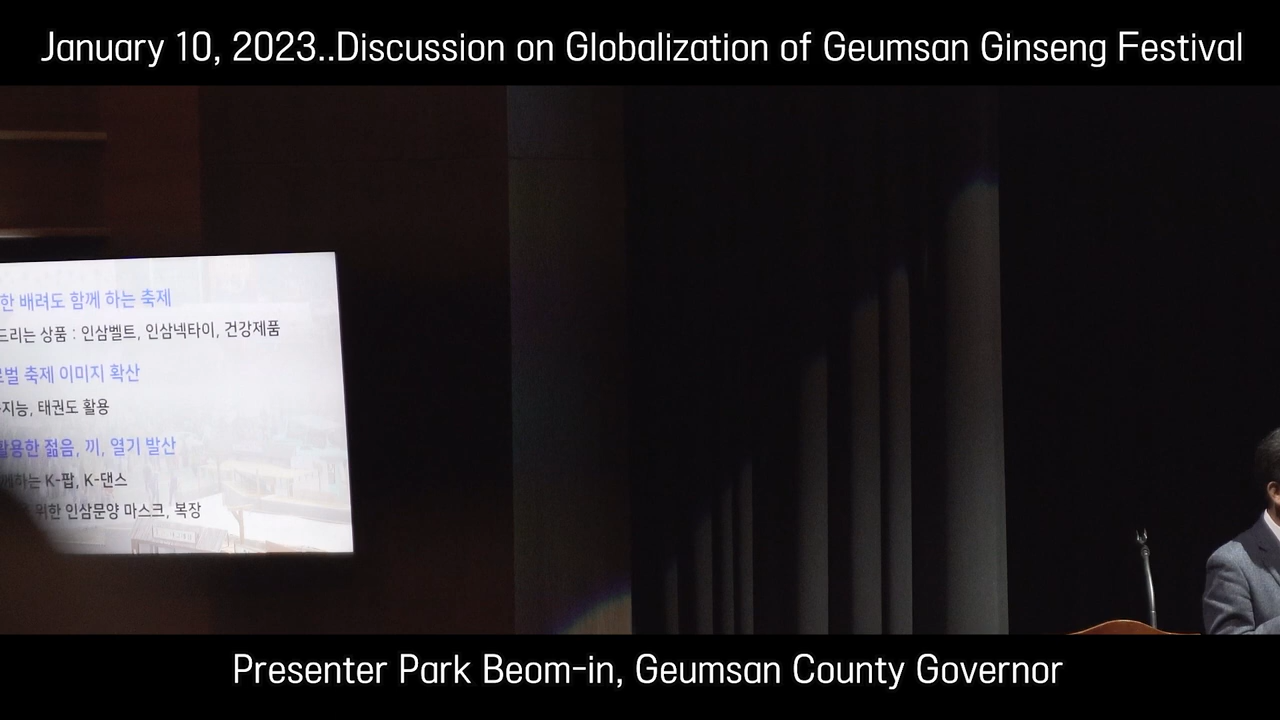 January 10, 2023..Discussion on Globalization of Geumsan Ginseng Festival
한 배려도 함께 하는 축제
드리는 상품 : 인삼벨트, 인삼넥타이, 건강제품
벌 축제 이미지 확산
지능, 태권도 활용
활용한 젊음, 끼, 열기 발산
께하는 K-팝, K-댄스
위한 인삼문양 마스크, 복장
Presenter Park Beom-in, Geumsan County Governor